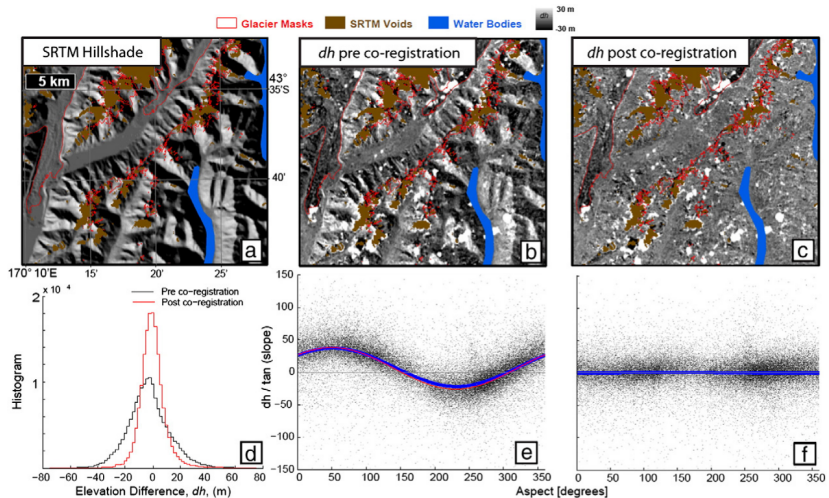 30 m
dh
-30 m
Glacier Masks
SRTM Voids
Water Bodies
SRTM Hillshade
dh pre co-registration
dh post co-registration
5 km
43°
35'S
40'
a
b
c
170° 10'E
15'
20'
25'
x 10⁴
2
1
Histogram
Pre co-registration
Post co-registration
d
-80
-60
-40
-20
0
20
40
60
80
Elevation Difference, dh, (m)
150
100
50
0
-50
-100
-150
dh / tan (slope)
e
0
50
100
150
200
250
300
350
f
0
50
100
150
200
250
300
350
Aspect [degrees]